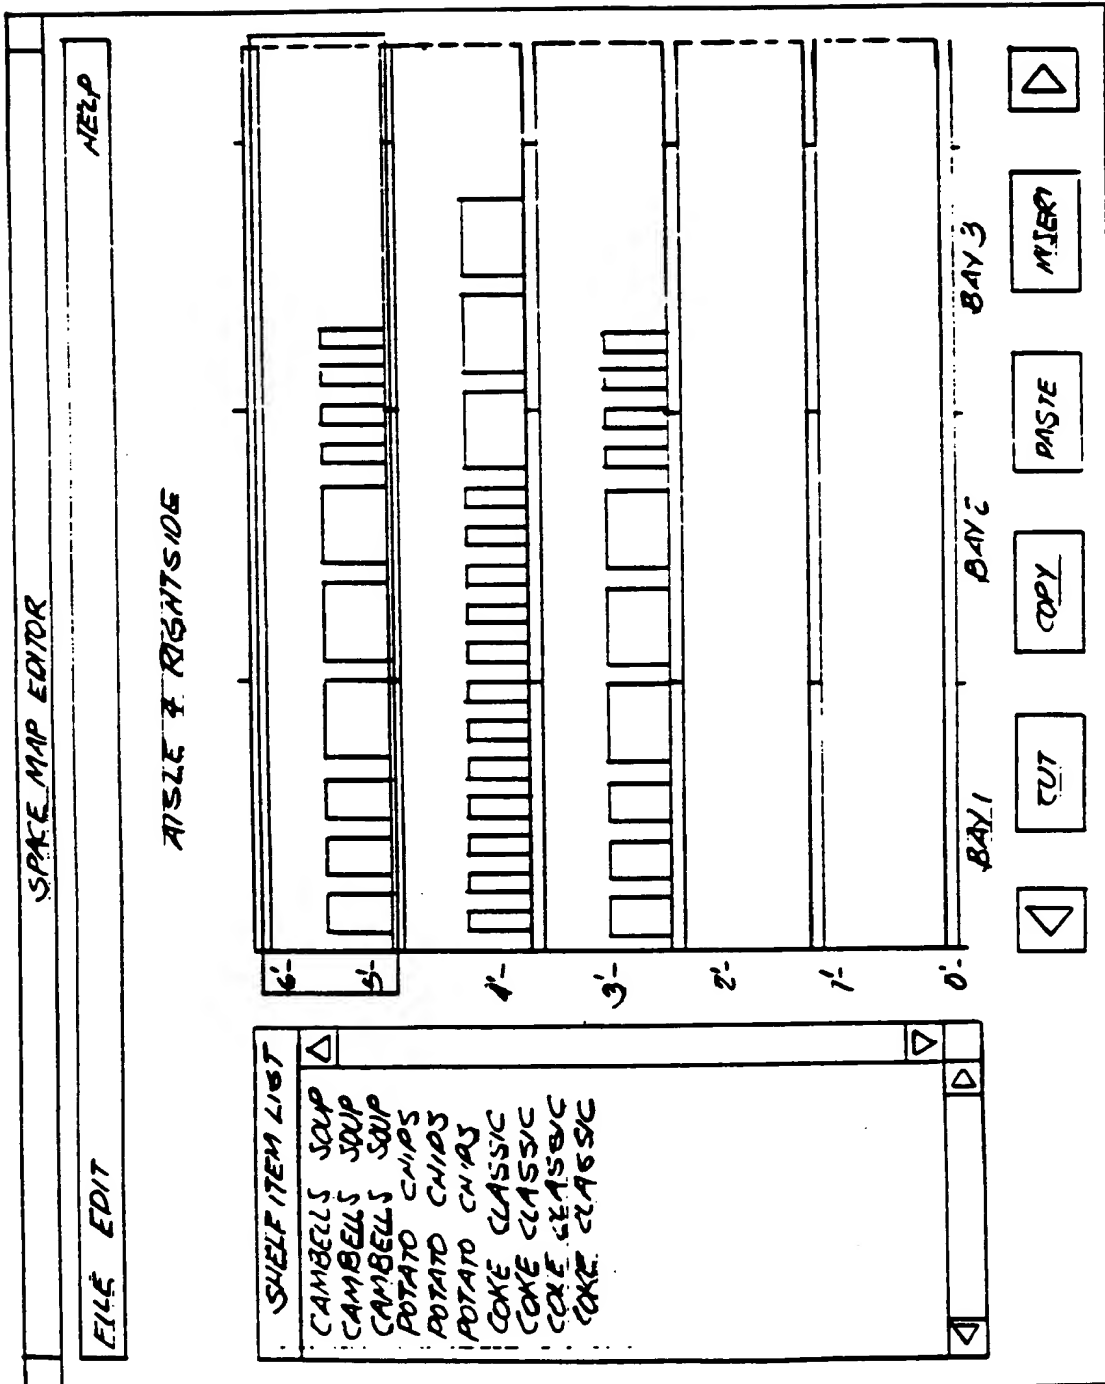 SPACE MAP EDITOR
FILE EDIT HELP
AISLE 4 RIGHTSIDE
SHELF ITEM LIST
CAMBELLS SOUP
CAMBELLS SOUP
CAMBELLS SOUP
POTATO CHIPS
POTATO CHIPS
POTATO CHIPS
COKE CLASSIC
COKE CLASSIC
COKE CLASSIC
COKE CLASSIC
6'-
5'-
4'-
3'-
2'-
1'-
0'-
BAY 1 BAY 2 BAY 3
CUT COPY PASTE INSERT